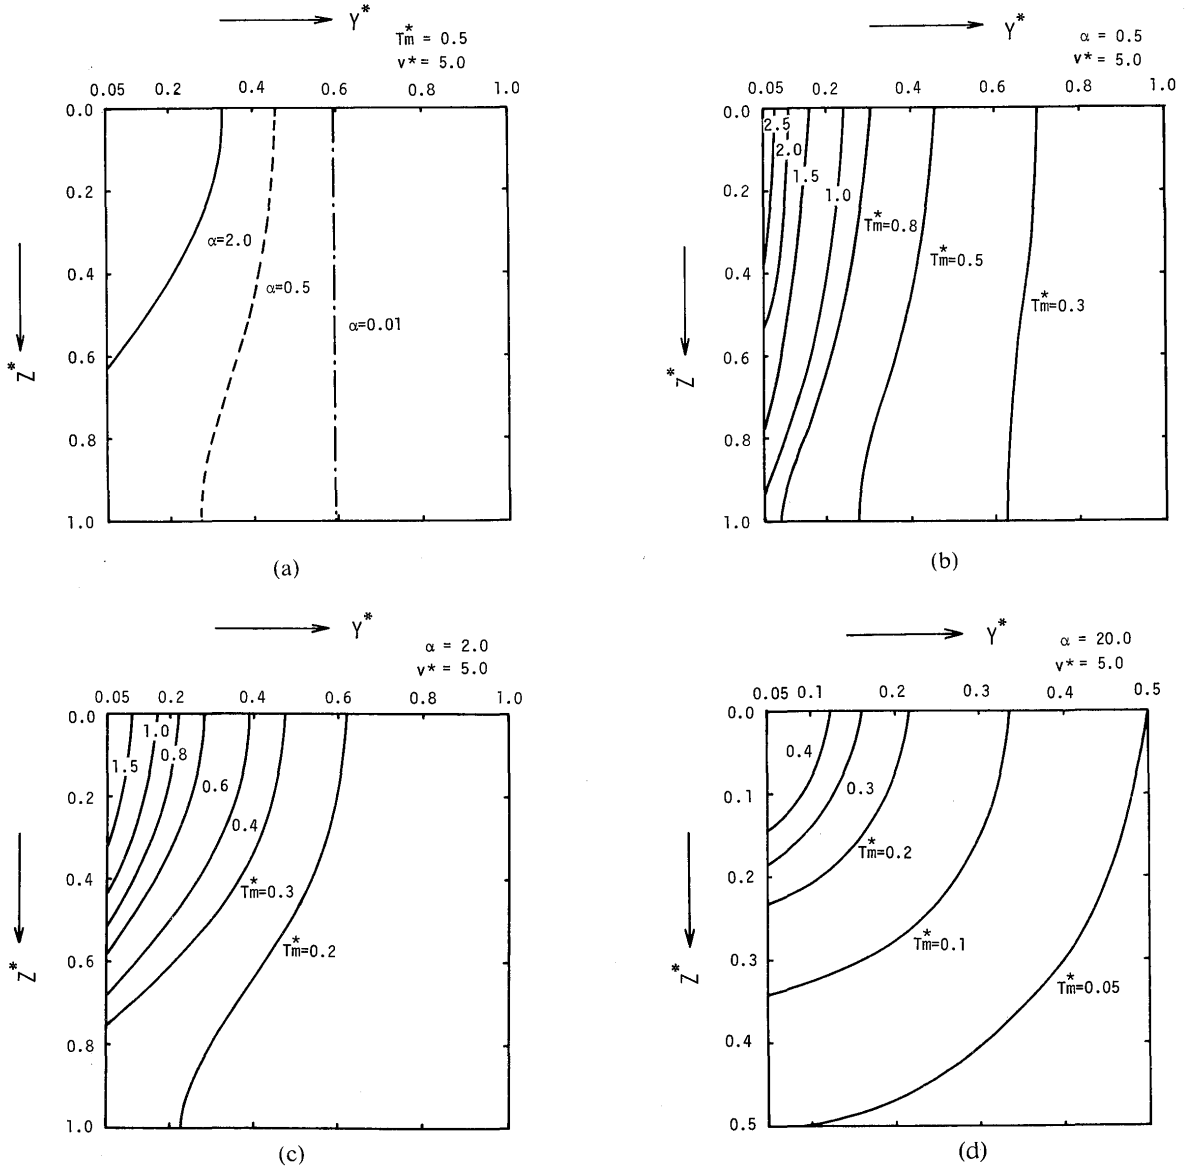 Y*
Tm* = 0.5
v* = 5.0
0.05 0.2 0.4 0.6 0.8 1.0
0.0
0.2
α=2.0
0.4
α=0.5
α=0.01
Z*
0.6
0.8
1.0
(a)
Y*
α = 0.5
v* = 5.0
0.05 0.2 0.4 0.6 0.8 1.0
0.0
2.5
2.0
1.5
0.2
1.0
Tm*=0.8
Tm*=0.5
0.4
Tm*=0.3
Z*
0.6
0.8
1.0
(b)
Y*
α = 2.0
v* = 5.0
0.05 0.2 0.4 0.6 0.8 1.0
0.0
1.0
0.8
1.5
0.6
0.2
0.4
0.4
Tm*=0.3
Tm*=0.2
Z*
0.6
0.8
1.0
(c)
Y*
α = 20.0
v* = 5.0
0.05 0.1 0.2 0.3 0.4 0.5
0.0
0.4
0.3
0.1
Tm*=0.2
0.2
Tm*=0.1
0.3
Z*
Tm*=0.05
0.4
0.5
(d)